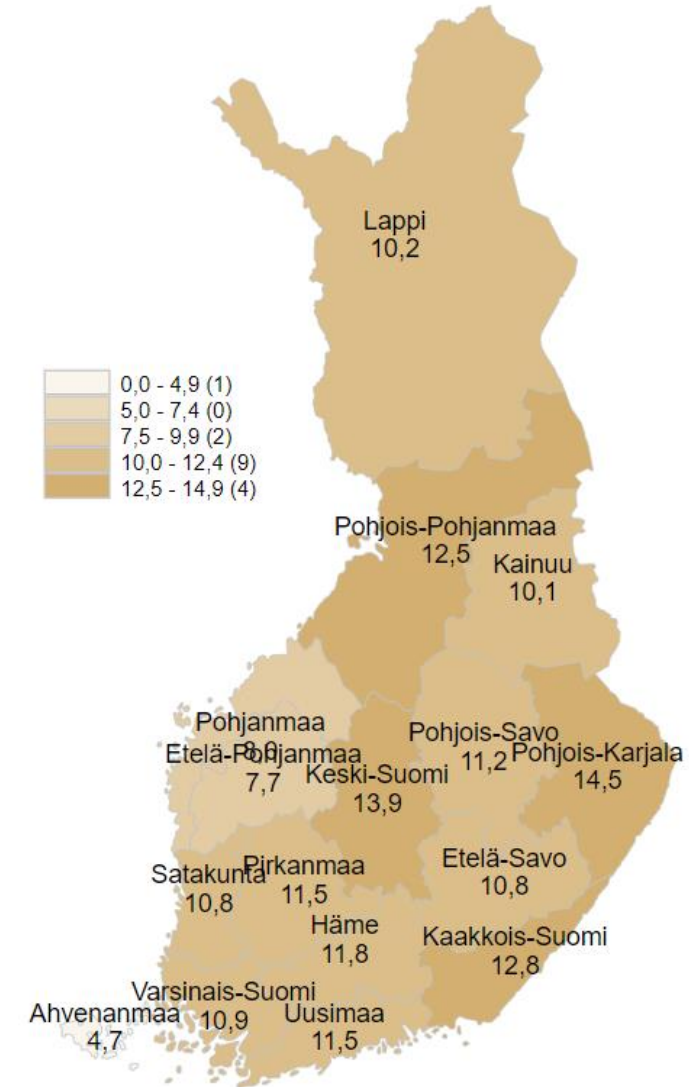 Lappi
10,2
0,0 - 4,9 (1)
5,0 - 7,4 (0)
7,5 - 9,9 (2)
10,0 - 12,4 (9)
12,5 - 14,9 (4)
Pohjois-Pohjanmaa
12,5
Kainuu
10,1
Pohjanmaa
8,0
Etelä-Pohjanmaa
7,7
Keski-Suomi
13,9
Pohjois-Savo
11,2
Pohjois-Karjala
14,5
Satakunta
10,8
Pirkanmaa
11,5
Etelä-Savo
10,8
Häme
11,8
Kaakkois-Suomi
12,8
Varsinais-Suomi
10,9
Uusimaa
11,5
Ahvenanmaa
4,7